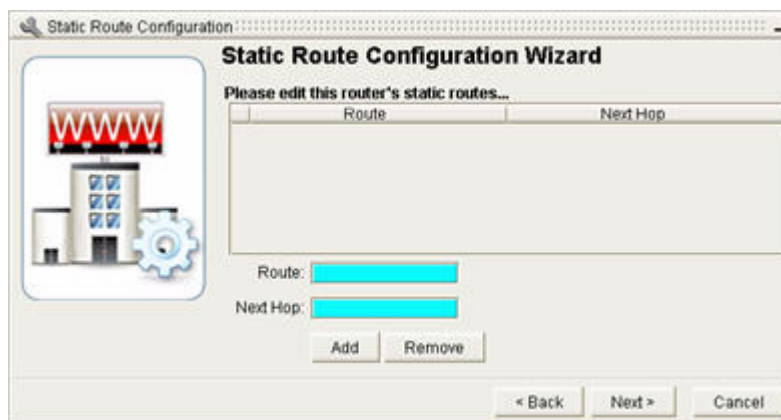 Static Route Configuration
Static Route Configuration Wizard
Please edit this router's static routes...
Route Next Hop
WWW
Route:
Next Hop:
Add Remove
< Back Next > Cancel